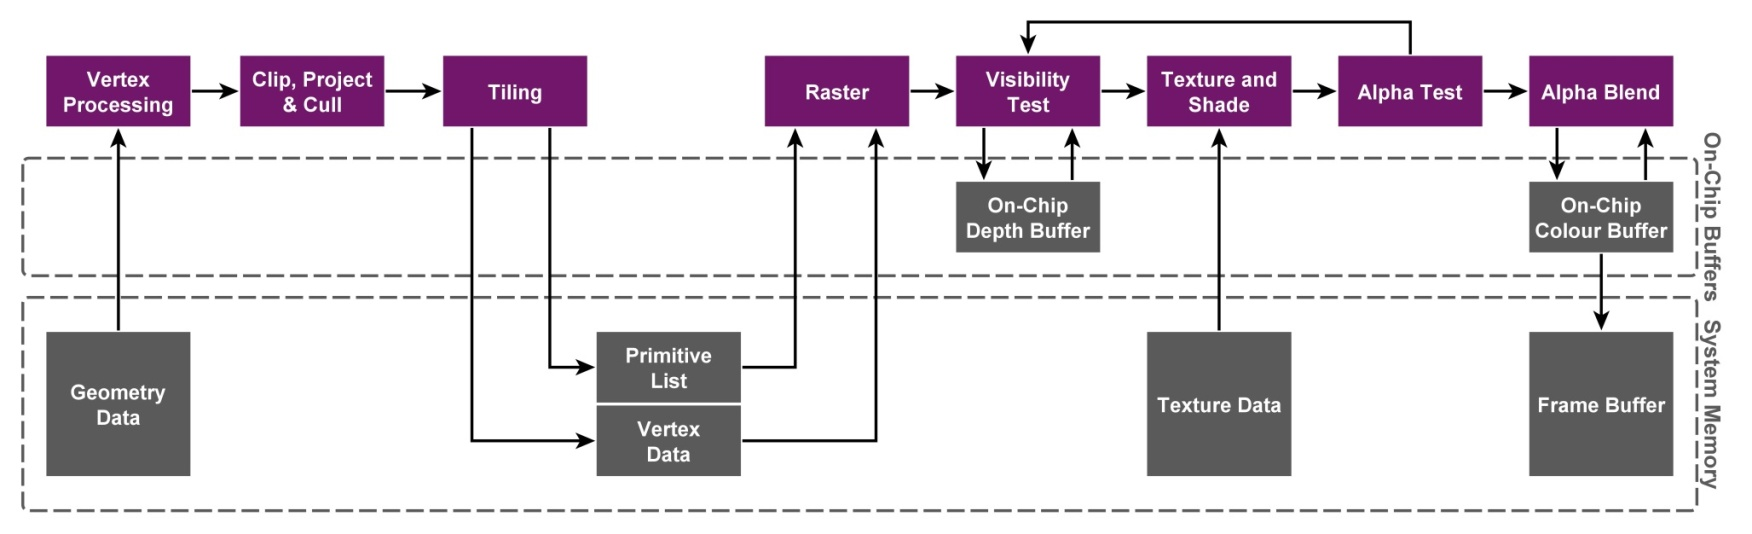 Vertex
Processing
Clip, Project
& Cull
Tiling
Raster
Visibility
Test
Texture and
Shade
Alpha Test
Alpha Blend
On-Chip
Depth Buffer
On-Chip
Colour Buffer
On-Chip Buffers
Geometry
Data
Primitive
List
Vertex
Data
Texture Data
Frame Buffer
System Memory